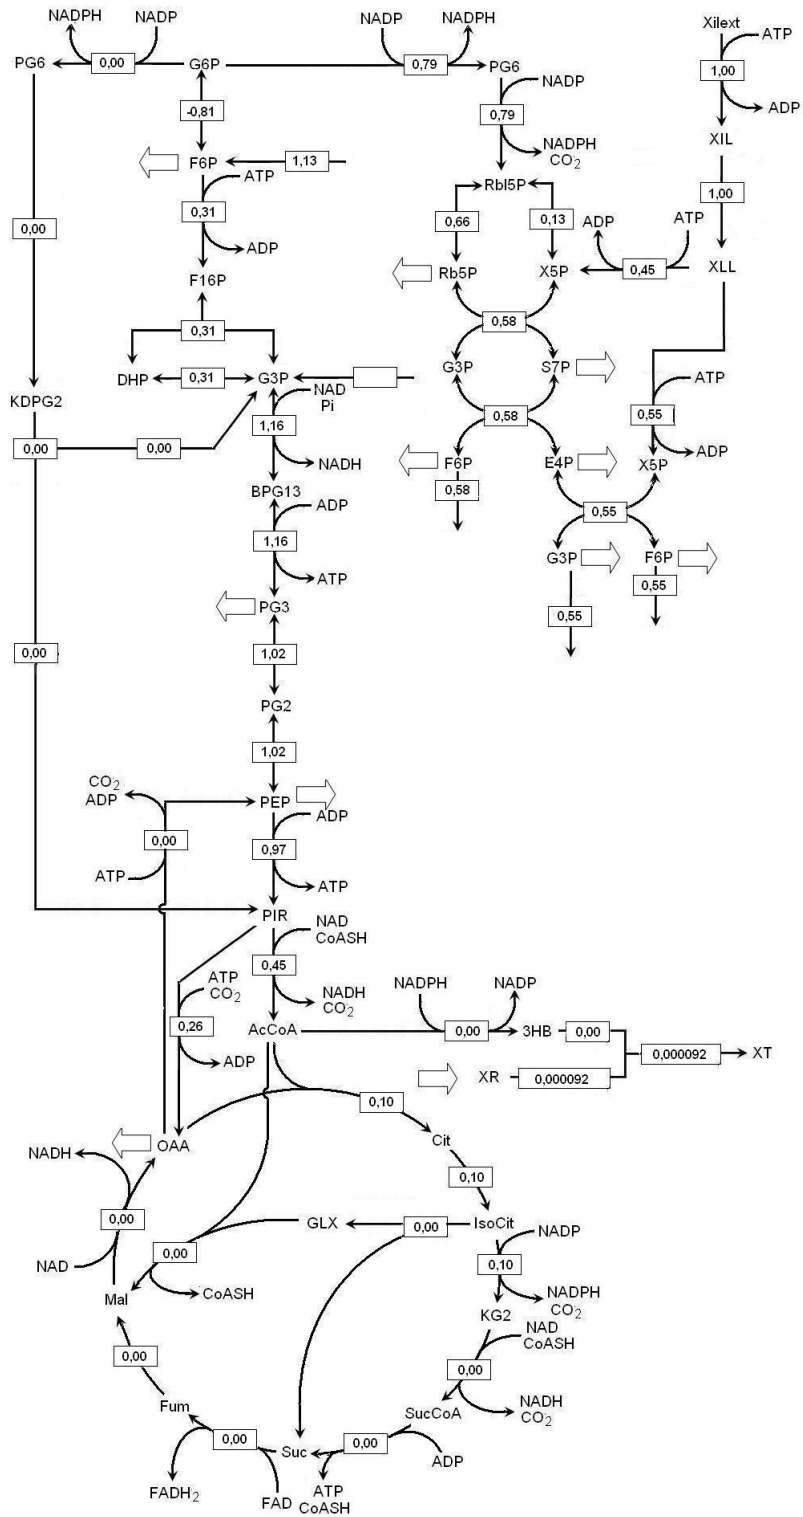 NADPH NADP NADP NADPH Xilext
ATP
PG6 0,00 G6P 0,79 PG6
NADP 1,00
-0,81 0,79 ADP
XIL
NADPH
CO2
F6P 1,13
ATP RbI5P
0,31 0,66 0,13 1,00
0,00 ADP ATP
ADP
F16P Rb5P X5P 0,45 XLL
0,31 0,58
DHP 0,31 G3P G3P S7P
NAD
Pi ATP
KDPG2 1,16 0,58 0,55
0,00 0,00 ADP
NADH F6P E4P X5P
BPG13 0,58
ADP 0,55
1,16
G3P F6P
ATP 0,55
PG3 0,55
0,00 1,02
PG2
1,02
CO2
ADP PEP
ADP
0,00 0,97
ATP ATP
PIR
NAD
CoASH
ATP
CO2 0,45 NADPH NADP
NADH
CO2
0,26 AcCoA 0,00 3HB 0,00
0,000092 XT
ADP XR 0,000092
0,10
OAA Cit
NADH
0,10
0,00 GLX 0,00 IsoCit
NADP
0,00
NAD 0,10
Mal CoASH NADPH
CO2
KG2
NAD
CoASH
0,00 0,00
Fum SucCoA NADH
CO2
0,00 Suc 0,00
ADP
FADH2 FAD ATP
CoASH